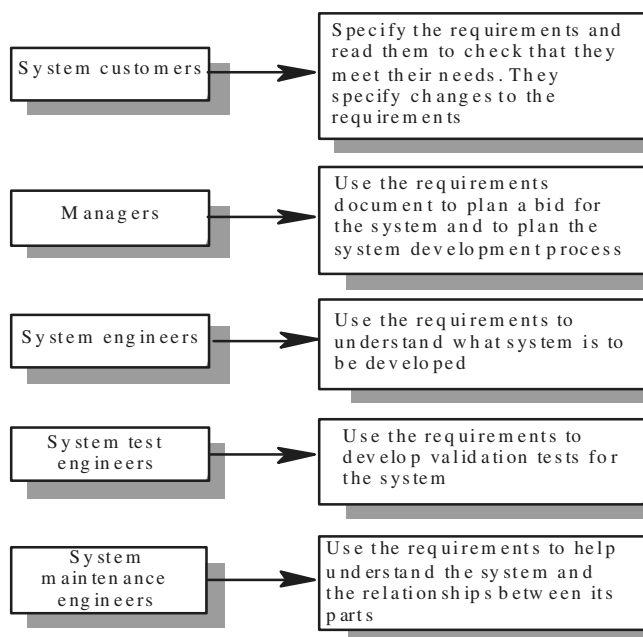 System customers
Specify the requirements and
read them to check that they
meet their needs. They
specify changes to the
requirements
Managers
Use the requirements
document to plan a bid for
the system and to plan the
system development process
System engineers
Use the requirements to
understand what system is to
be developed
System test
engineers
Use the requirements to
develop validation tests for
the system
System
maintenance
engineers
Use the requirements to help
understand the system and
the relationships between its
parts